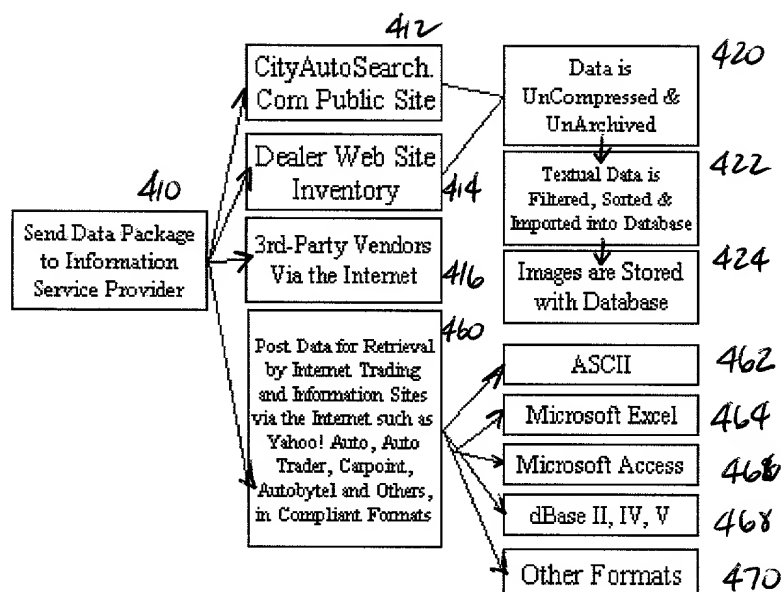 412
CityAutoSearch.
Com Public Site
420
Data is
UnCompressed &
UnArchived
410
Dealer Web Site
Inventory
414
422
Textual Data is
Filtered, Sorted &
Imported into Database
Send Data Package
to Information
Service Provider
3rd-Party Vendors
Via the Internet
416
424
Images are Stored
with Database
460
Post Data for Retrieval
by Internet Trading
and Information Sites
via the Internet such as
Yahoo! Auto, Auto
Trader, Carpoint,
Autobytel and Others,
in Compliant Formats
ASCII
462
Microsoft Excel
464
Microsoft Access
dBase II, IV, V
468
Other Formats
470